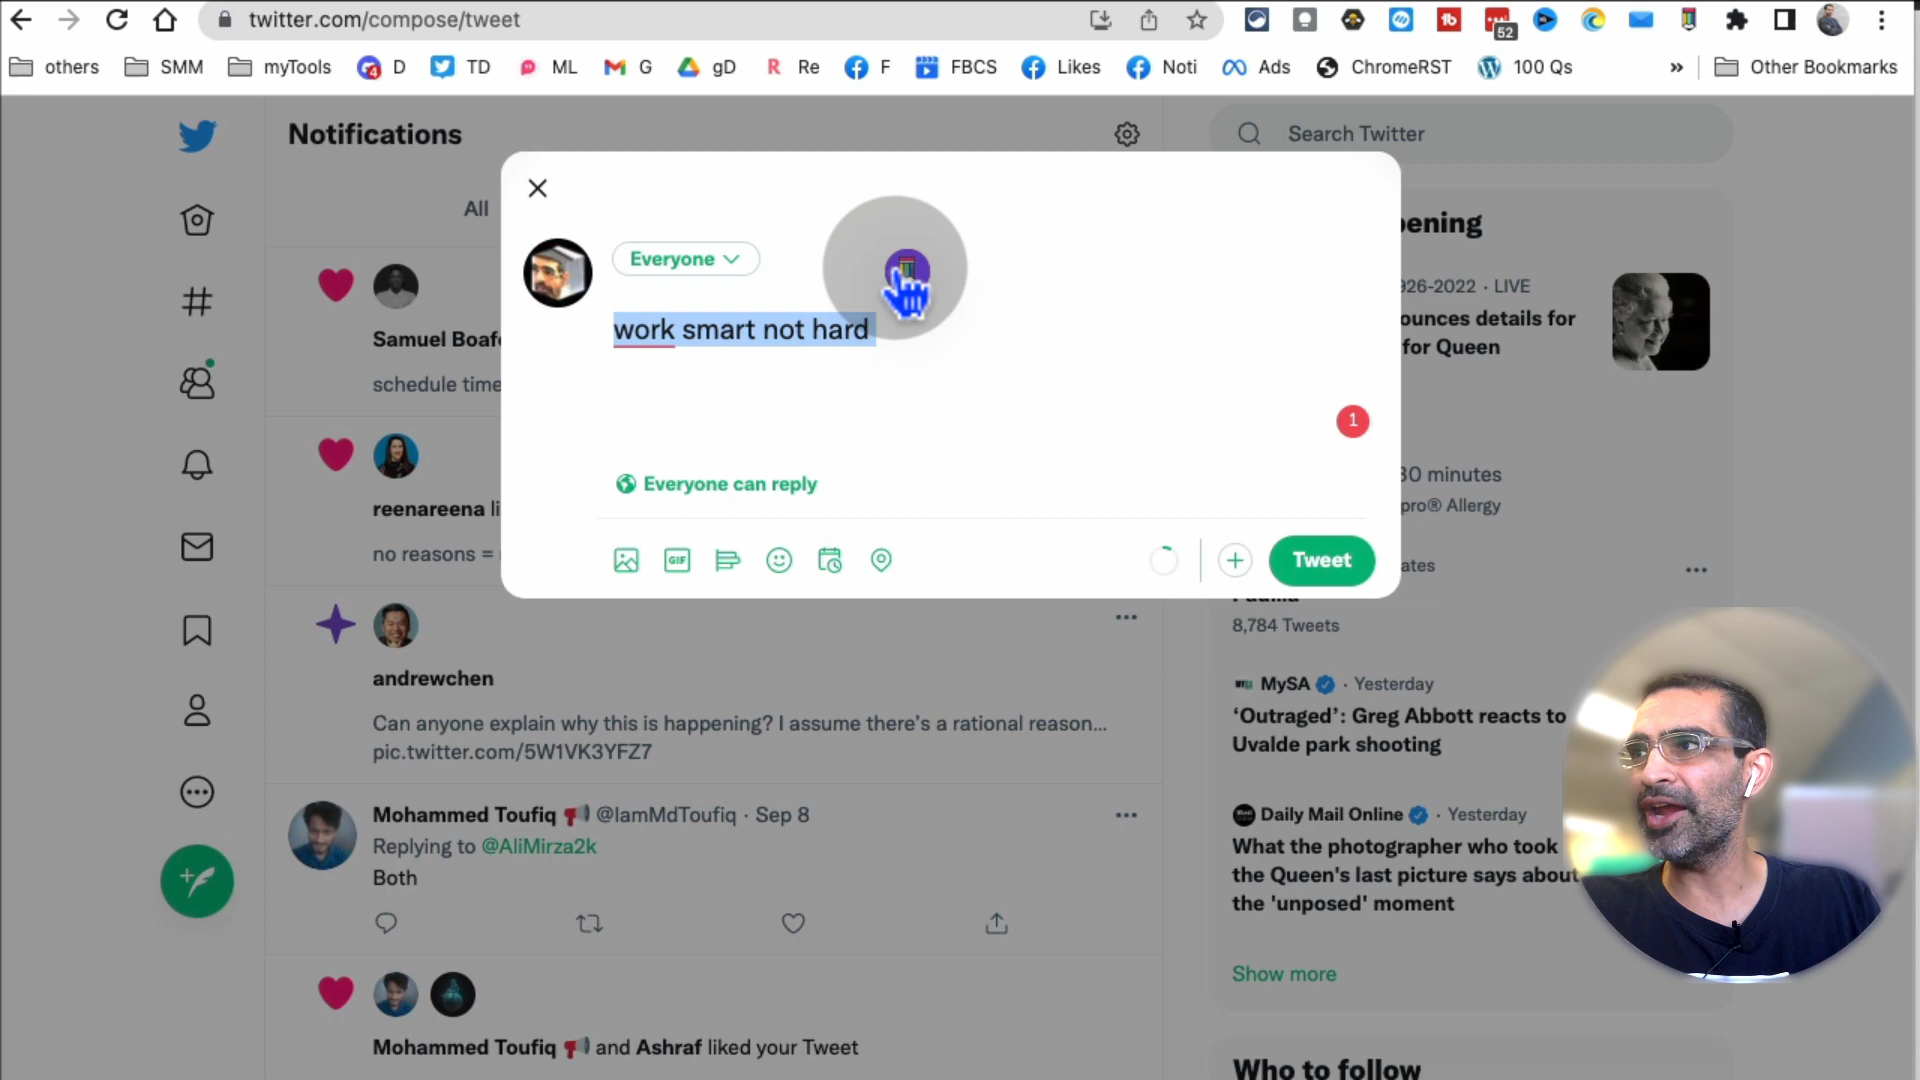 twitter.com/compose/tweet
52
others
SMM
myTools
4
D
TD
ML
G
gD
R
Re
F
FBCS
Likes
Noti
Ads
ChromeRST
100 Qs
»
Other Bookmarks
Notifications
Search Twitter
All
Everyone
work smart not hard
1
Everyone can reply
GIF
Tweet
Samuel Boafo
schedule time
reenareena li
no reasons =
andrewchen
Can anyone explain why this is happening? I assume there’s a rational reason...
pic.twitter.com/5W1VK3YFZ7
Mohammed Toufiq @IamMdToufiq · Sep 8
Replying to @AliMirza2k
Both
Mohammed Toufiq and Ashraf liked your Tweet
pening
926-2022 · LIVE
ounces details for
for Queen
30 minutes
pro® Allergy
ates
8,784 Tweets
MySA · Yesterday
‘Outraged’: Greg Abbott reacts to
Uvalde park shooting
Daily Mail Online · Yesterday
What the photographer who took
the Queen's last picture says about
the 'unposed' moment
Show more
Who to follow